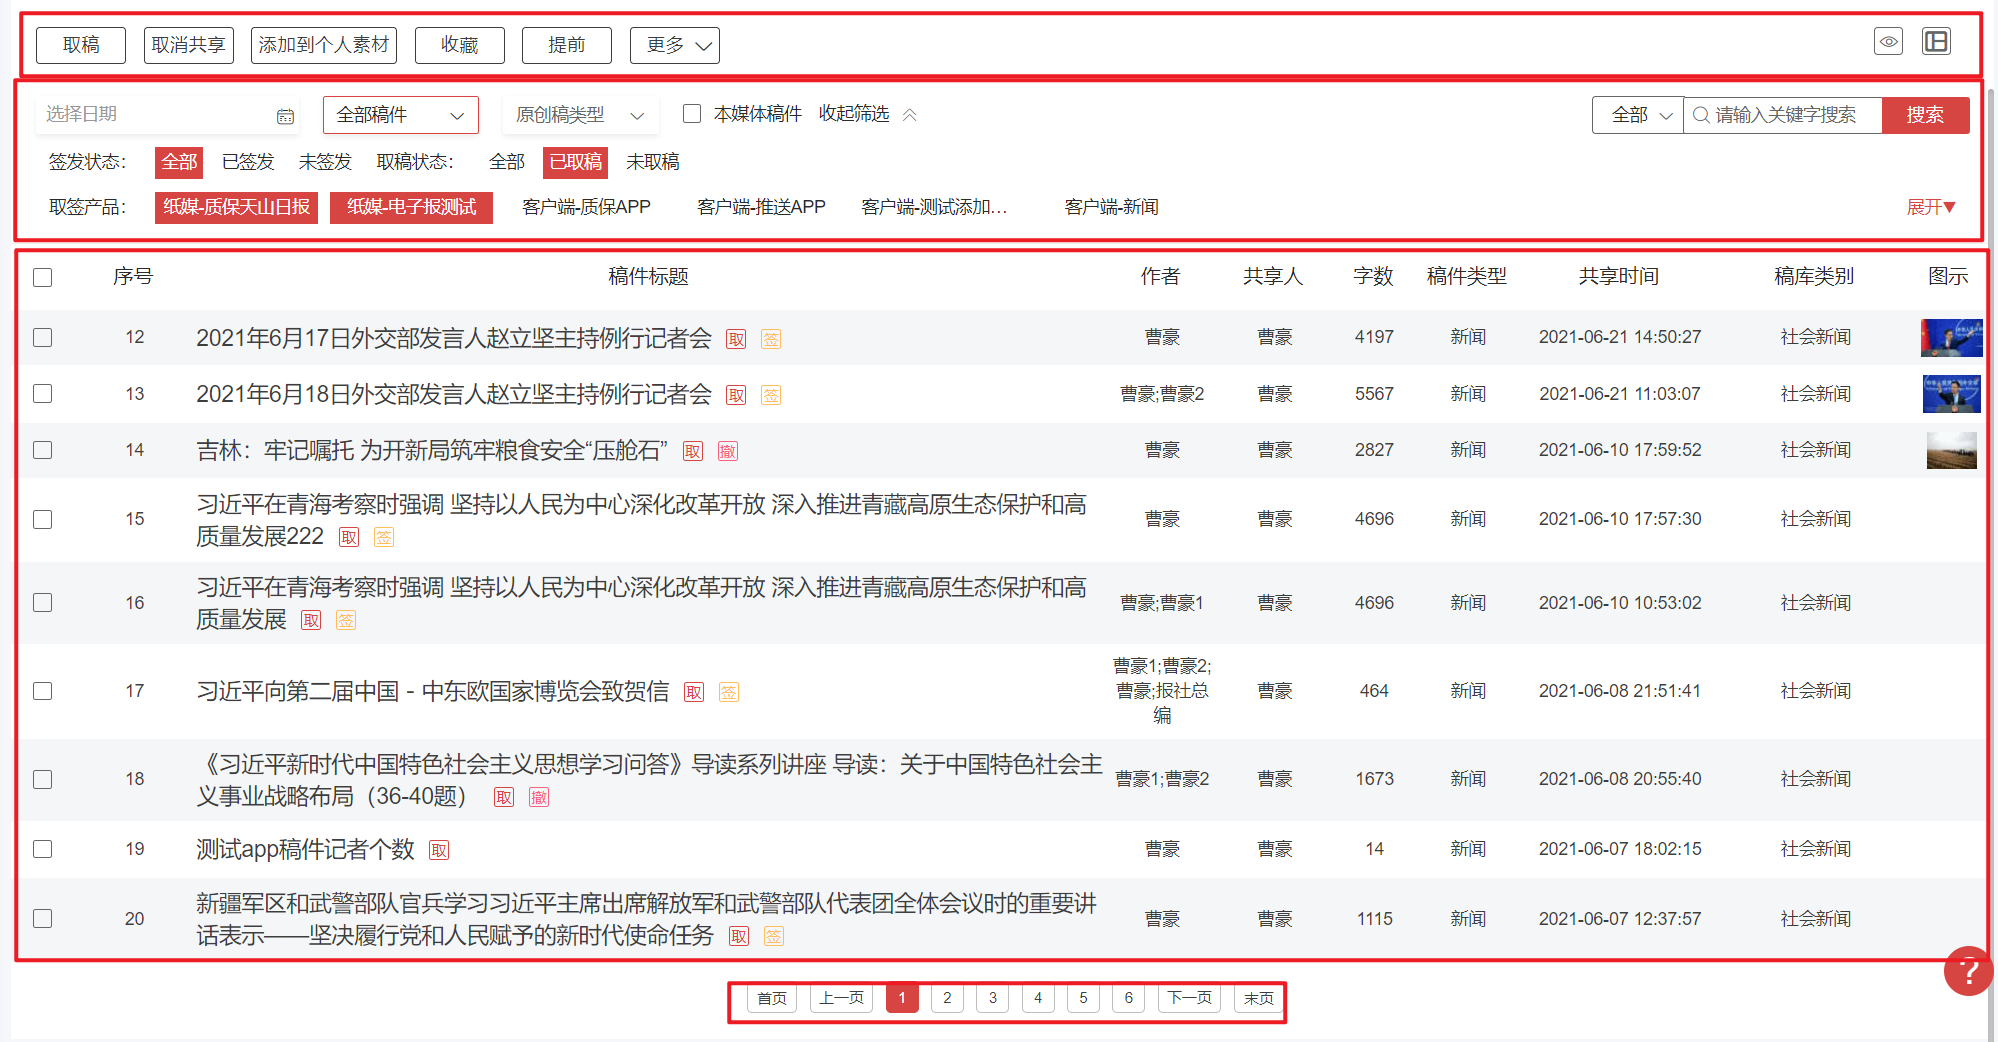 取稿 取消共享 添加到个人素材 收藏 提前 更多
选择日期 全部稿件 原创稿类型 本媒体稿件 收起筛选 全部 请输入关键字搜索 搜索
签发状态： 全部 已签发 未签发 取稿状态： 全部 已取稿 未取稿
取签产品： 纸媒-质保天山日报 纸媒-电子报测试 客户端-质保APP 客户端-推送APP 客户端-测试添加… 客户端-新闻 展开▼
序号 稿件标题 作者 共享人 字数 稿件类型 共享时间 稿库类别 图示
12 2021年6月17日外交部发言人赵立坚主持例行记者会 取 签 曹豪 曹豪 4197 新闻 2021-06-21 14:50:27 社会新闻
13 2021年6月18日外交部发言人赵立坚主持例行记者会 取 签 曹豪;曹豪2 曹豪 5567 新闻 2021-06-21 11:03:07 社会新闻
14 吉林：牢记嘱托 为开新局筑牢粮食安全“压舱石” 取 撤 曹豪 曹豪 2827 新闻 2021-06-10 17:59:52 社会新闻
15 习近平在青海考察时强调 坚持以人民为中心深化改革开放 深入推进青藏高原生态保护和高
质量发展222 取 签 曹豪 曹豪 4696 新闻 2021-06-10 17:57:30 社会新闻
16 习近平在青海考察时强调 坚持以人民为中心深化改革开放 深入推进青藏高原生态保护和高
质量发展 取 签 曹豪;曹豪1 曹豪 4696 新闻 2021-06-10 10:53:02 社会新闻
17 习近平向第二届中国－中东欧国家博览会致贺信 取 签 曹豪1;曹豪2;
曹豪;报社总
编 曹豪 464 新闻 2021-06-08 21:51:41 社会新闻
18 《习近平新时代中国特色社会主义思想学习问答》导读系列讲座 导读：关于中国特色社会主
义事业战略布局（36-40题） 取 撤 曹豪1;曹豪2 曹豪 1673 新闻 2021-06-08 20:55:40 社会新闻
19 测试app稿件记者个数 取 曹豪 曹豪 14 新闻 2021-06-07 18:02:15 社会新闻
20 新疆军区和武警部队官兵学习习近平主席出席解放军和武警部队代表团全体会议时的重要讲
话表示——坚决履行党和人民赋予的新时代使命任务 取 签 曹豪 曹豪 1115 新闻 2021-06-07 12:37:57 社会新闻
?
首页 上一页 1 2 3 4 5 6 下一页 末页